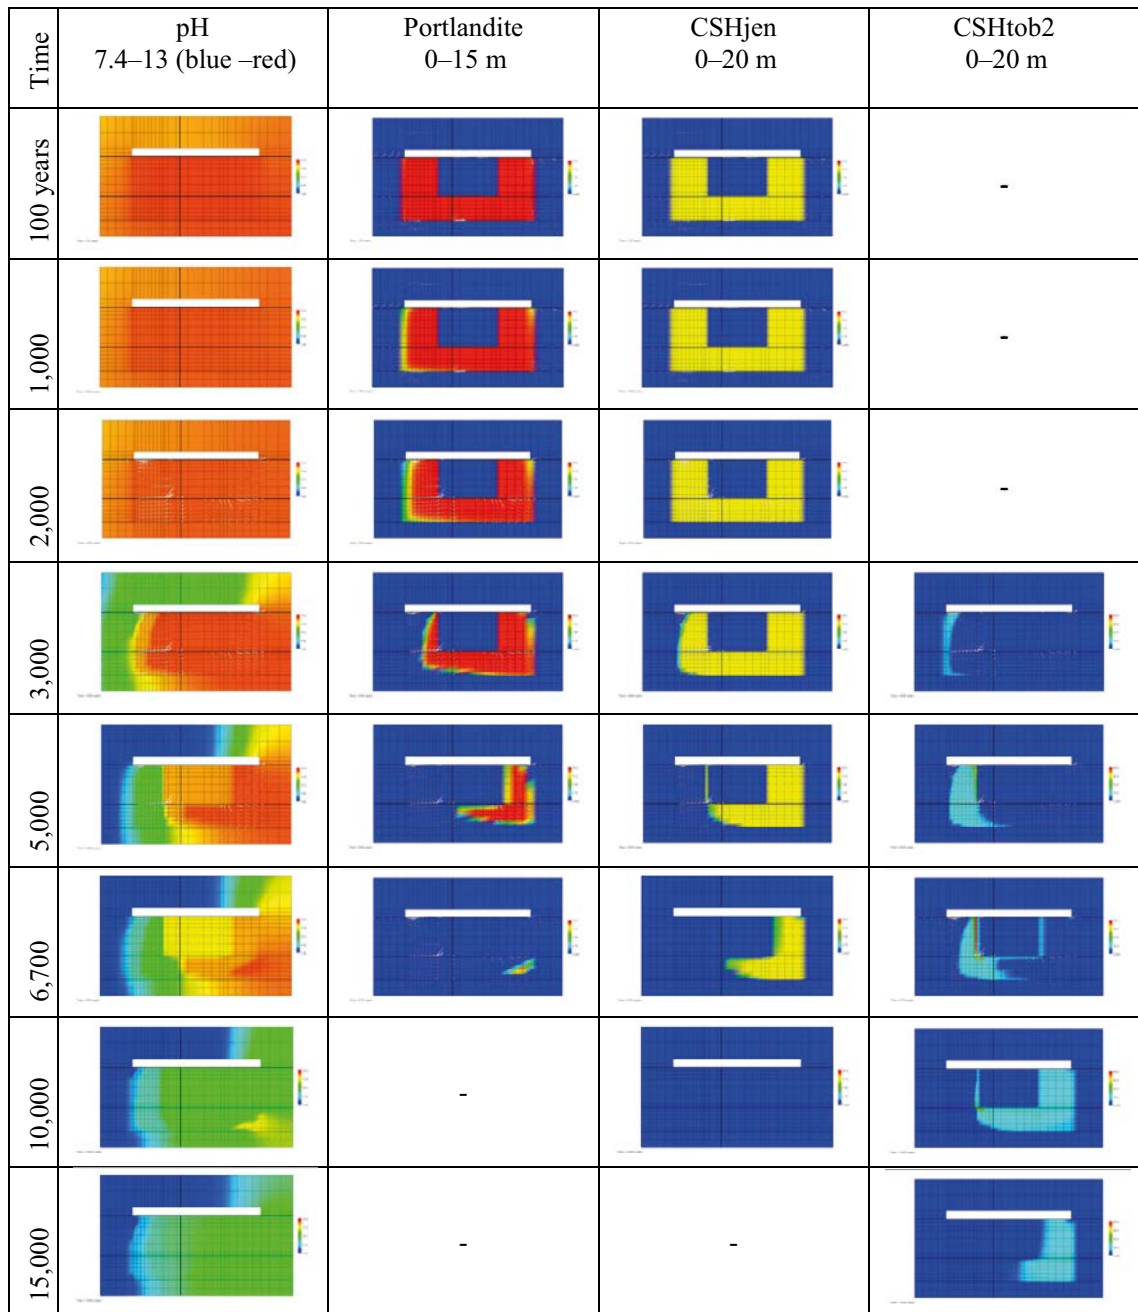 Time
pH
7.4–13 (blue –red)
Portlandite
0–15 m
CSHjen
0–20 m
CSHtob2
0–20 m
100 years
-
1,000
-
2,000
-
3,000
5,000
6,700
10,000
-
15,000
-
-